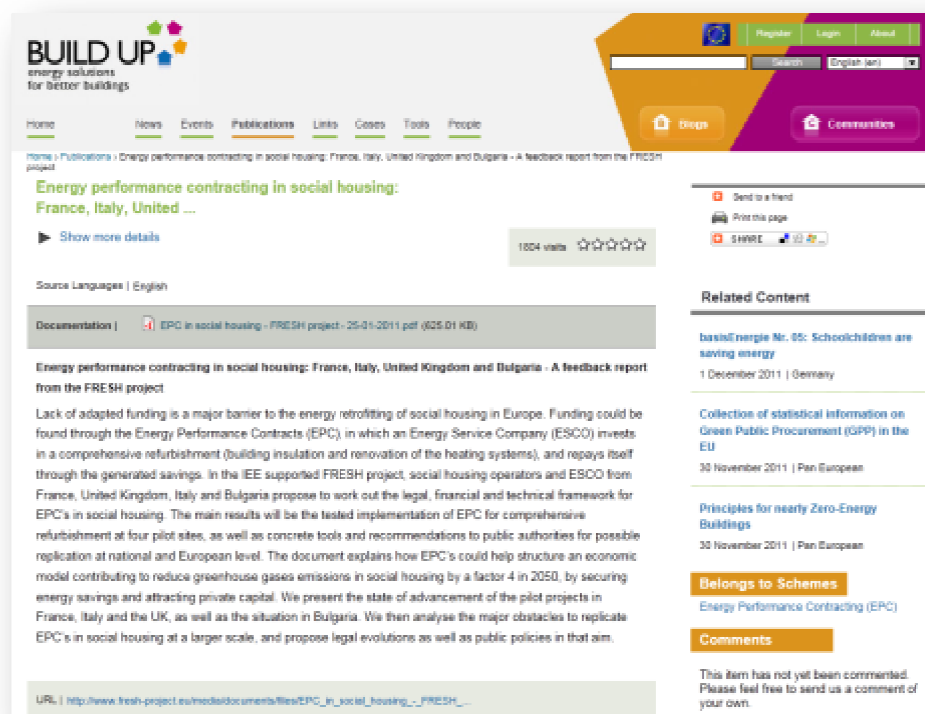 BUILD UP
energy solutions
for better buildings
Register Login About
Search English (en)
Home News Events Publications Links Cases Tools People
Blogs Communities
Home > Publications > Energy performance contracting in social housing: France, Italy, United Kingdom and Bulgaria - A feedback report from the FRESH
project
Energy performance contracting in social housing:
France, Italy, United ...
Show more details
1804 visits
Source Languages | English
Documentation | EPC in social housing - FRESH project - 25-01-2011.pdf (625.01 KB)
Energy performance contracting in social housing: France, Italy, United Kingdom and Bulgaria - A feedback report
from the FRESH project
Lack of adapted funding is a major barrier to the energy retrofitting of social housing in Europe. Funding could be
found through the Energy Performance Contracts (EPC), in which an Energy Service Company (ESCO) invests
in a comprehensive refurbishment (building insulation and renovation of the heating systems), and repays itself
through the generated savings. In the IEE supported FRESH project, social housing operators and ESCO from
France, United Kingdom, Italy and Bulgaria propose to work out the legal, financial and technical framework for
EPC's in social housing. The main results will be the tested implementation of EPC for comprehensive
refurbishment at four pilot sites, as well as concrete tools and recommendations to public authorities for possible
replication at national and European level. The document explains how EPC's could help structure an economic
model contributing to reduce greenhouse gases emissions in social housing by a factor 4 in 2050, by securing
energy savings and attracting private capital. We present the state of advancement of the pilot projects in
France, Italy and the UK, as well as the situation in Bulgaria. We then analyse the major obstacles to replicate
EPC's in social housing at a larger scale, and propose legal evolutions as well as public policies in that aim.
URL | http://www.fresh-project.eu/media/documents/files/EPC_in_social_housing_-_FRESH_...
Send to a friend
Print this page
SHARE
Related Content
basisEnergie Nr. 05: Schoolchildren are
saving energy
1 December 2011 | Germany
Collection of statistical information on
Green Public Procurement (GPP) in the
EU
30 November 2011 | Pan European
Principles for nearly Zero-Energy
Buildings
30 November 2011 | Pan European
Belongs to Schemes
Energy Performance Contracting (EPC)
Comments
This item has not yet been commented.
Please feel free to send us a comment of
your own.